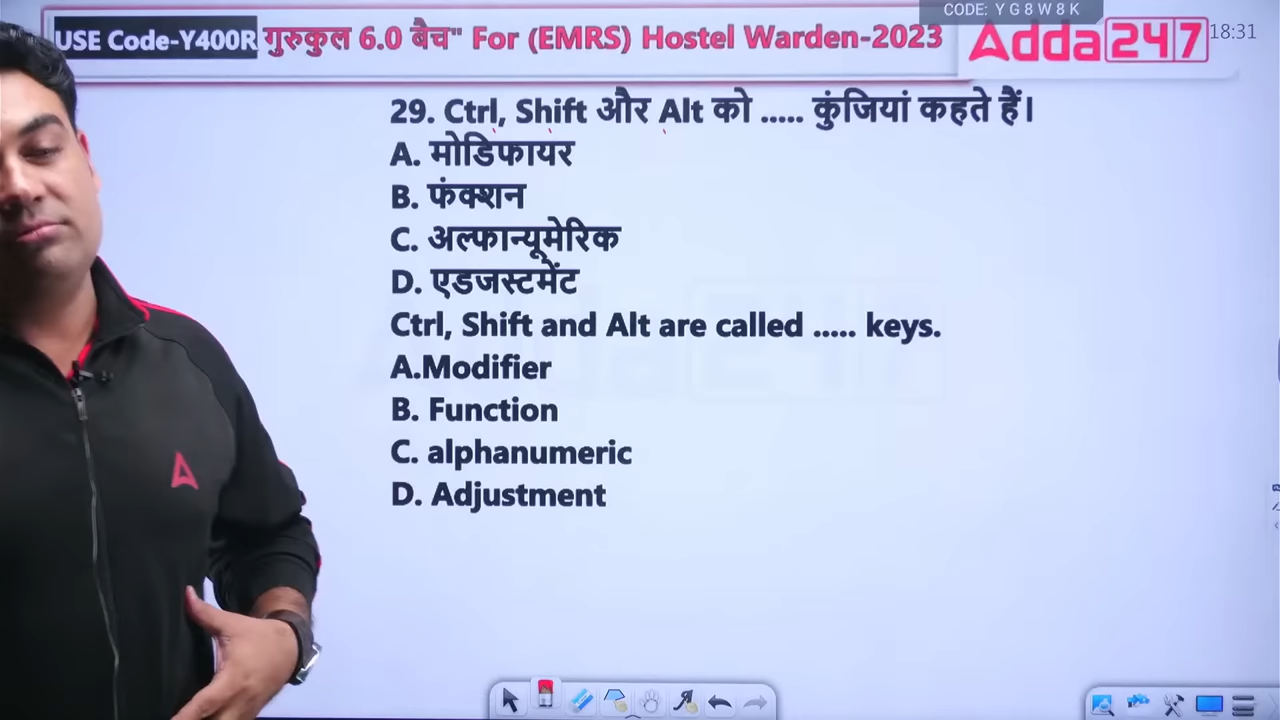 CODE: Y G 8 W 8 K
USE Code-Y400R गुरुकुल 6.0 बैच" For (EMRS) Hostel Warden-2023
Adda247
18:31
29. Ctrl, Shift और Alt को ..... कुंजियां कहते हैं।
A. मोडिफायर
B. फंक्शन
C. अल्फान्यूमेरिक
D. एडजस्टमेंट
Ctrl, Shift and Alt are called ..... keys.
A.Modifier
B. Function
C. alphanumeric
D. Adjustment